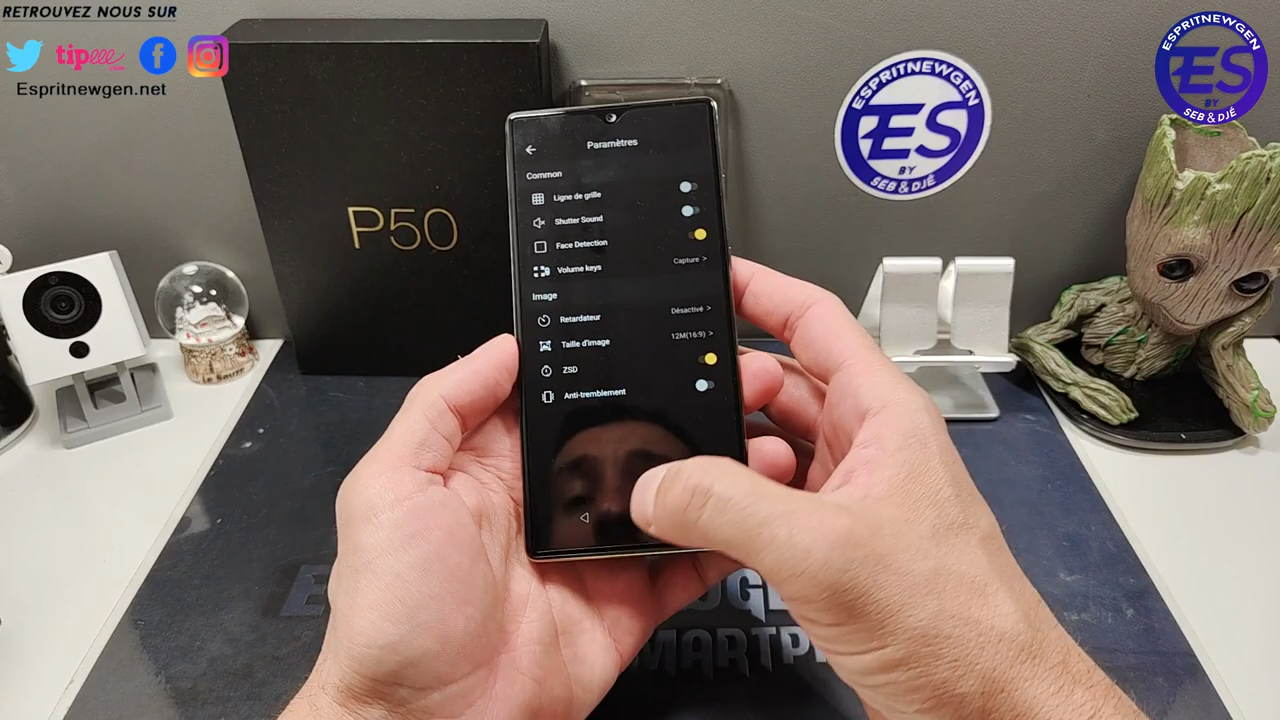 RETROUVEZ NOUS SUR
tipeee
Espritnewgen.net
ESPRITNEWGEN
ES
BY
SEB & DJÉ
P50
ESPRITNEWGEN
ES
BY
SEB & DJÉ
Paramètres
Common
Ligne de grille
Shutter Sound
Face Detection
Volume keys Capture >
Image
Retardateur Désactivé >
Taille d'image 12M(16:9) >
ZSD
Anti-tremblement